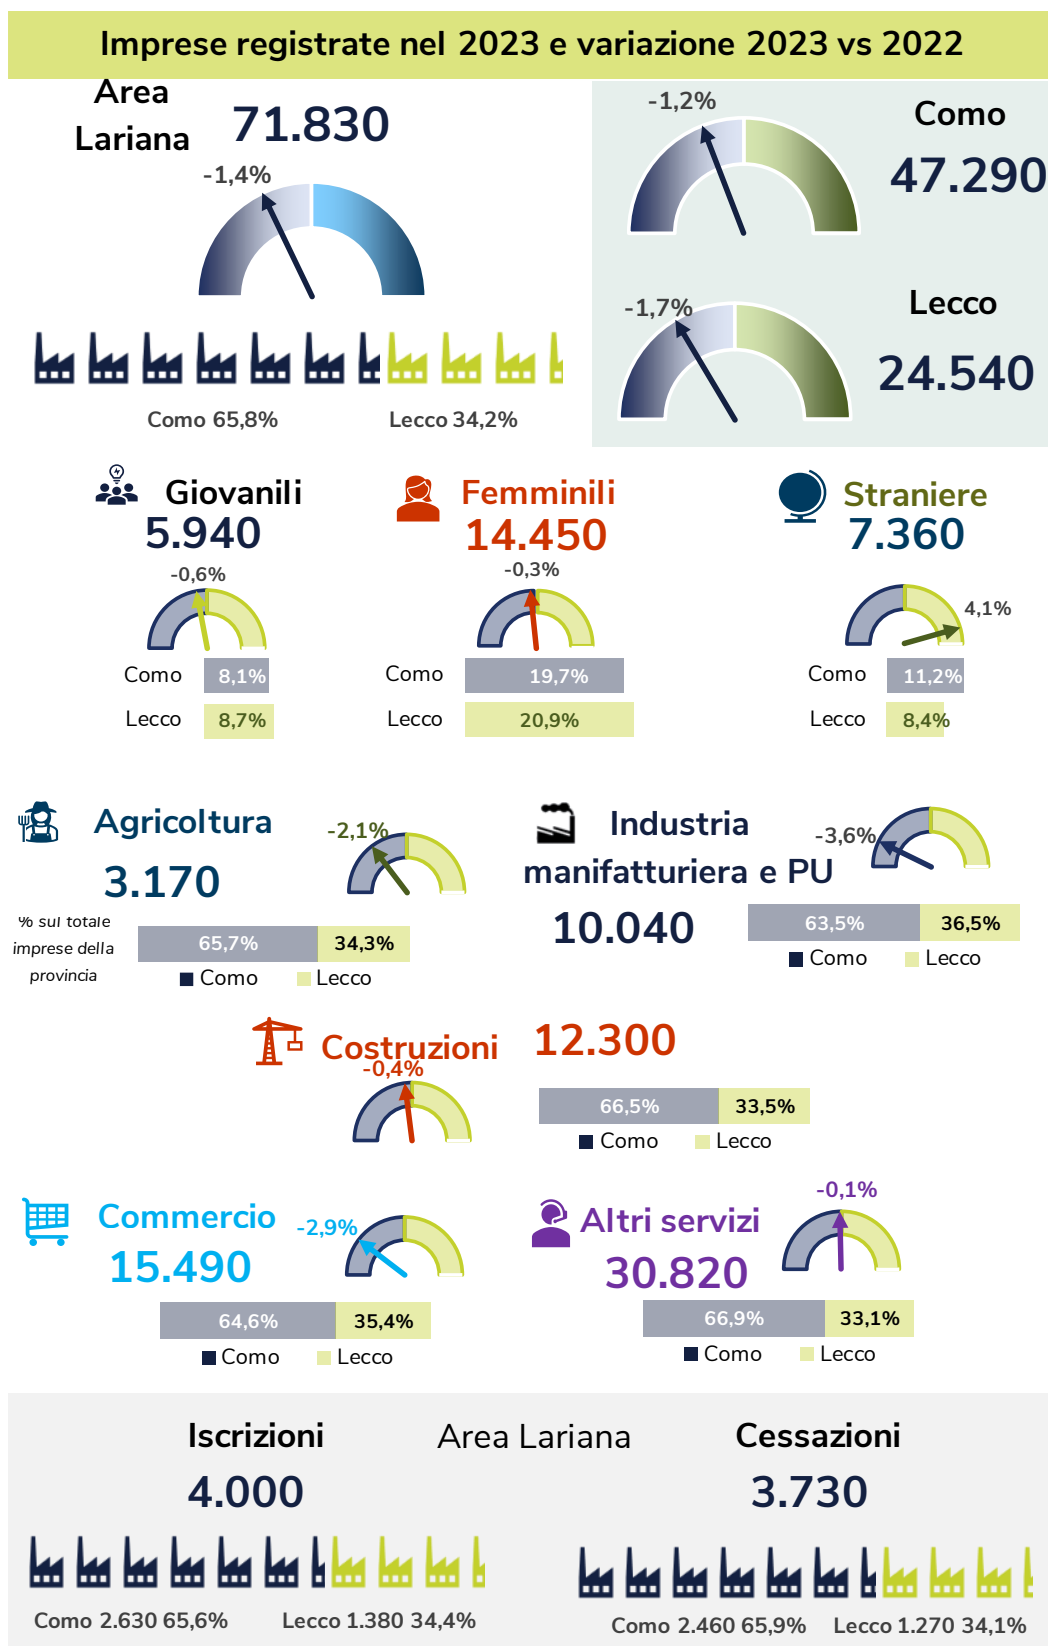 Imprese registrate nel 2023 e variazione 2023 vs 2022
Area
Lariana
71.830
-1,4%
Como 65,8%
Lecco 34,2%
-1,2%
Como
47.290
-1,7%
Lecco
24.540
Giovanili
5.940
-0,6%
Como
8,1%
Lecco
8,7%
Femminili
14.450
-0,3%
Como
19,7%
Lecco
20,9%
Straniere
7.360
4,1%
Como
11,2%
Lecco
8,4%
Agricoltura
-2,1%
3.170
% sul totale
imprese della
provincia
65,7%
34,3%
Como
Lecco
Industria
manifatturiera e PU
-3,6%
10.040
63,5%
36,5%
Como
Lecco
Costruzioni
12.300
-0,4%
66,5%
33,5%
Como
Lecco
Commercio
-2,9%
15.490
64,6%
35,4%
Como
Lecco
-0,1%
Altri servizi
30.820
66,9%
33,1%
Como
Lecco
Iscrizioni
Area Lariana
Cessazioni
4.000
3.730
Como 2.630 65,6%
Lecco 1.380 34,4%
Como 2.460 65,9%
Lecco 1.270 34,1%